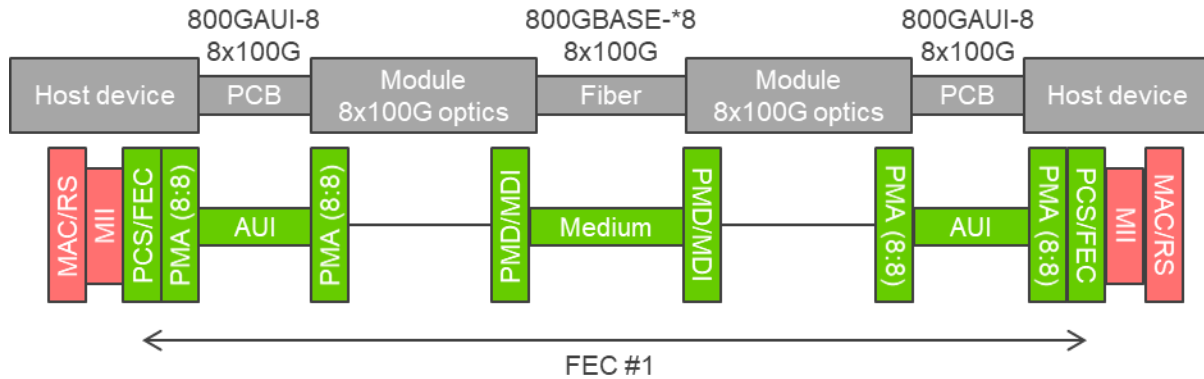 800GAUI-8
8x100G
800GBASE-*8
8x100G
800GAUI-8
8x100G
Host device
PCB
Module
8x100G optics
Fiber
Module
8x100G optics
PCB
Host device
MAC/RS
MII
PCS/FEC
PMA (8:8)
AUI
PMA (8:8)
PMD/MDI
Medium
PMD/MDI
PMA (8:8)
AUI
PMA (8:8)
PCS/FEC
MII
MAC/RS
FEC #1